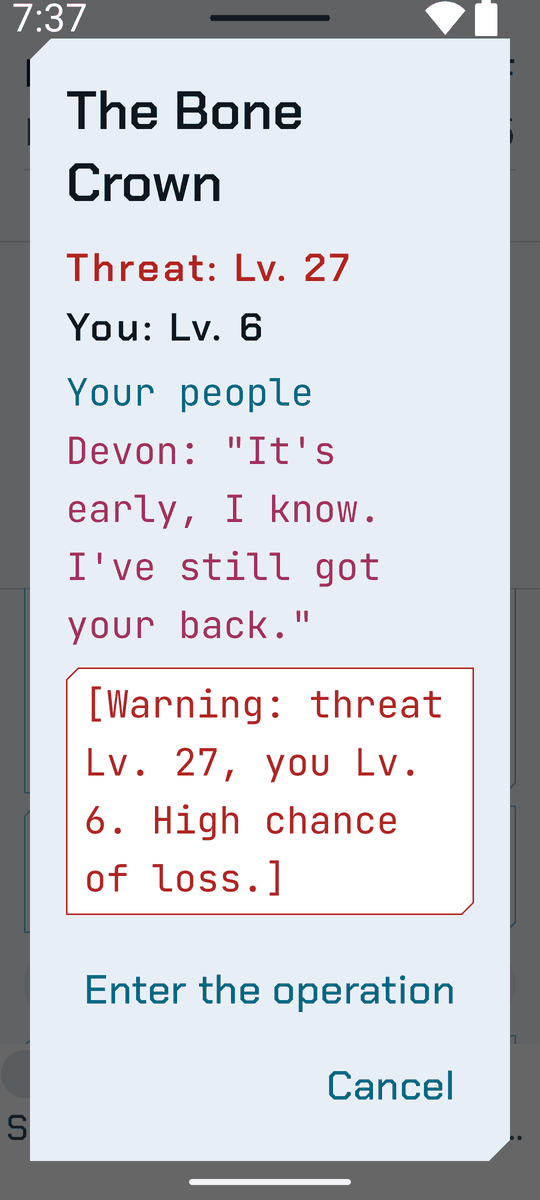 7:37
The Bone
Crown
Threat: Lv. 27
You: Lv. 6
Your people
Devon: "It's
early, I know.
I've still got
your back."
[Warning: threat
Lv. 27, you Lv.
6. High chance
of loss.]
Enter the operation
Cancel